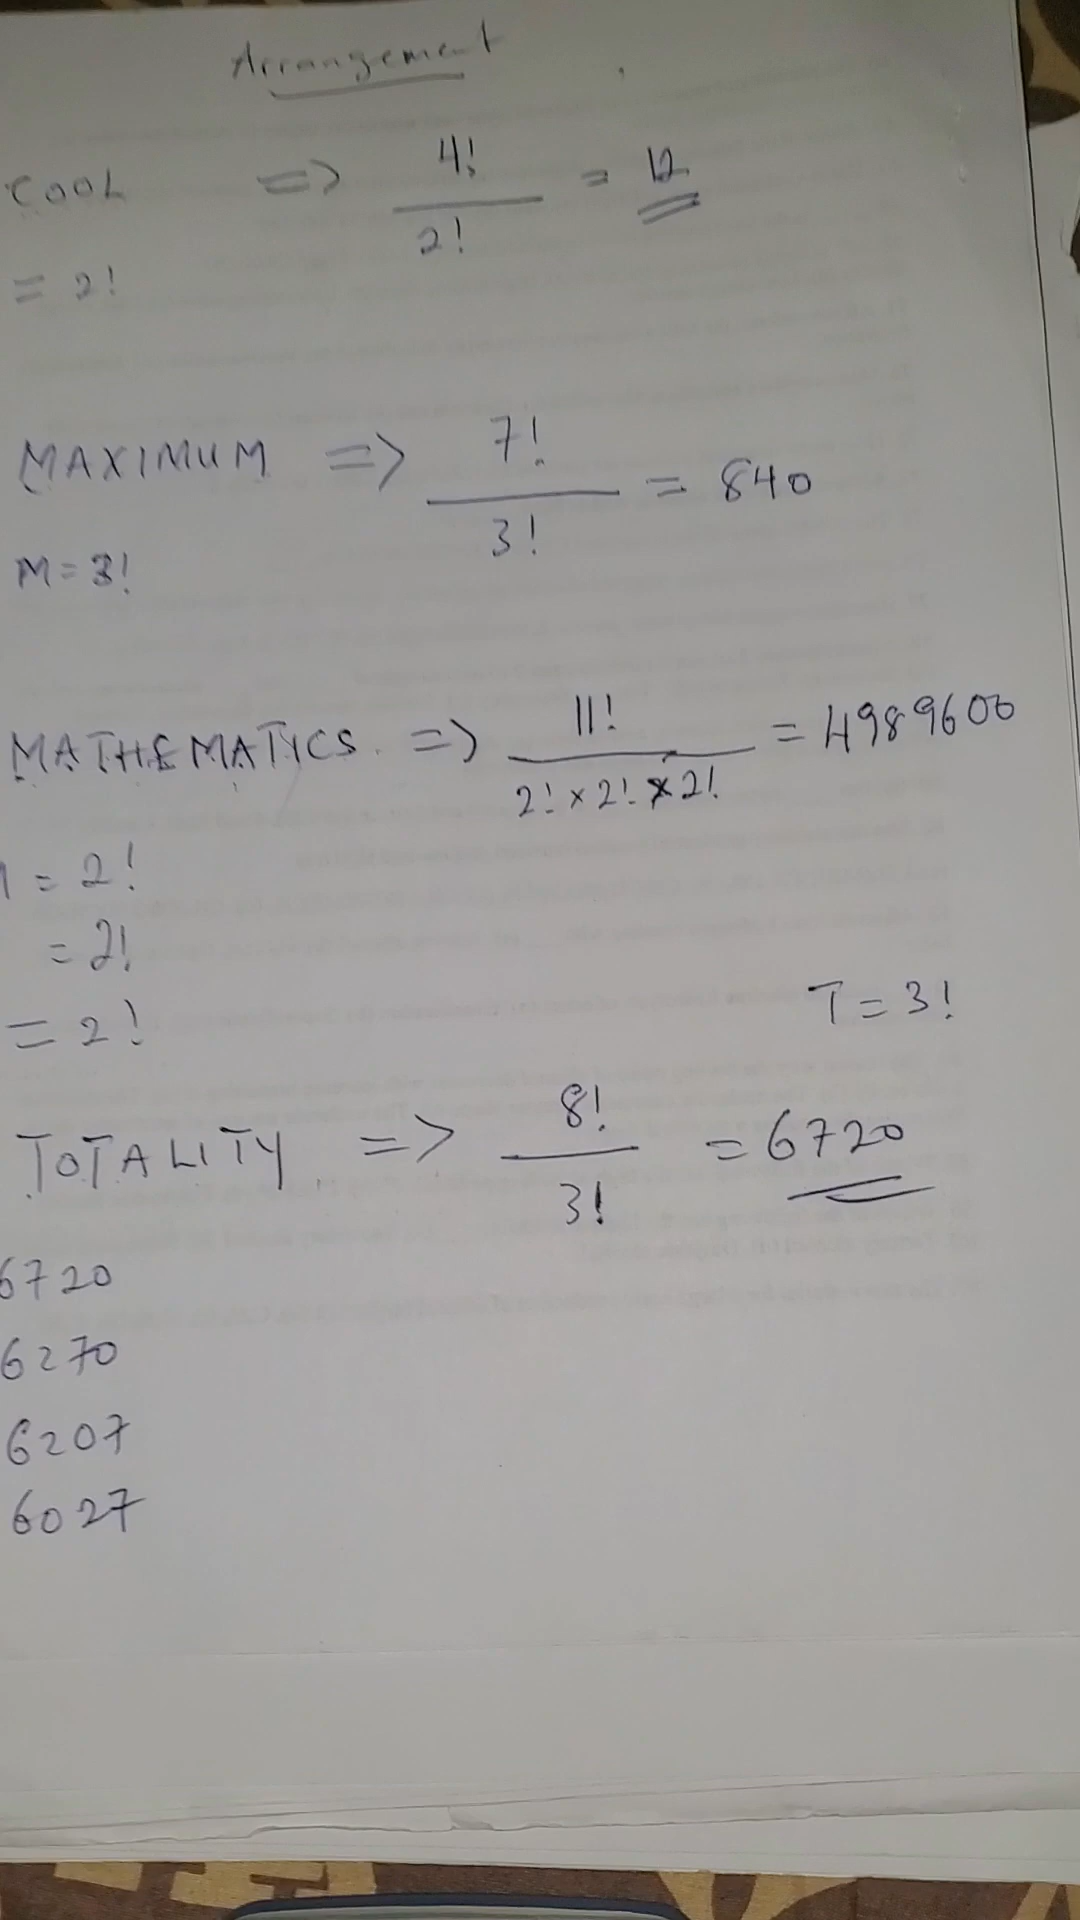 Arrangement
COOL => 4! / 2! = 12
= 2!
MAXIMUM => 7! / 3! = 840
M = 3!
MATHEMATICS. => 11! / 2! × 2! × 2! = 4989600
= 2!
= 2!
= 2!
T = 3!
TOTALITY => 8! / 3! = 6720
6720
6270
6207
6027